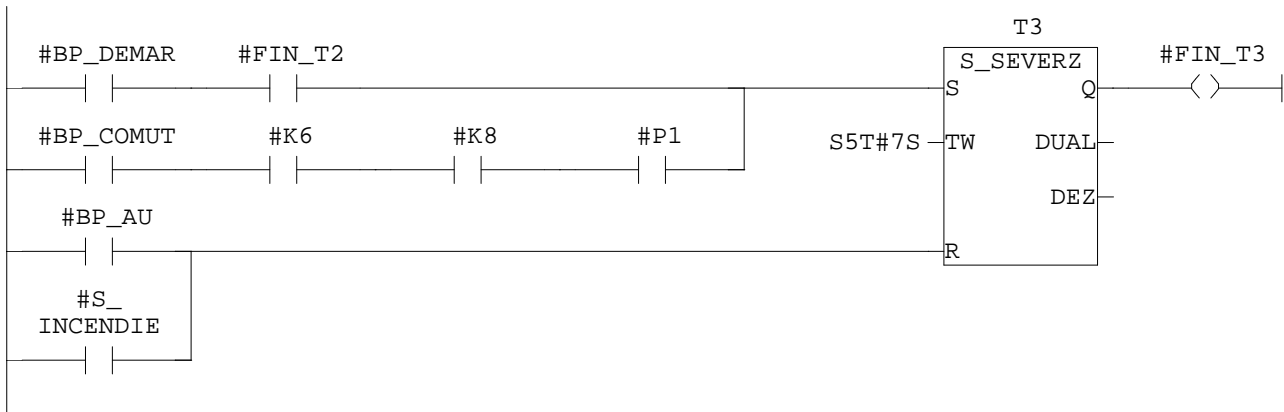 T3
#BP_DEMAR #FIN_T2 S_SEVERZ #FIN_T3
S Q
#BP_COMUT #K6 #K8 #P1 S5T#7S TW DUAL
DEZ
#BP_AU
R
#S_
INCENDIE